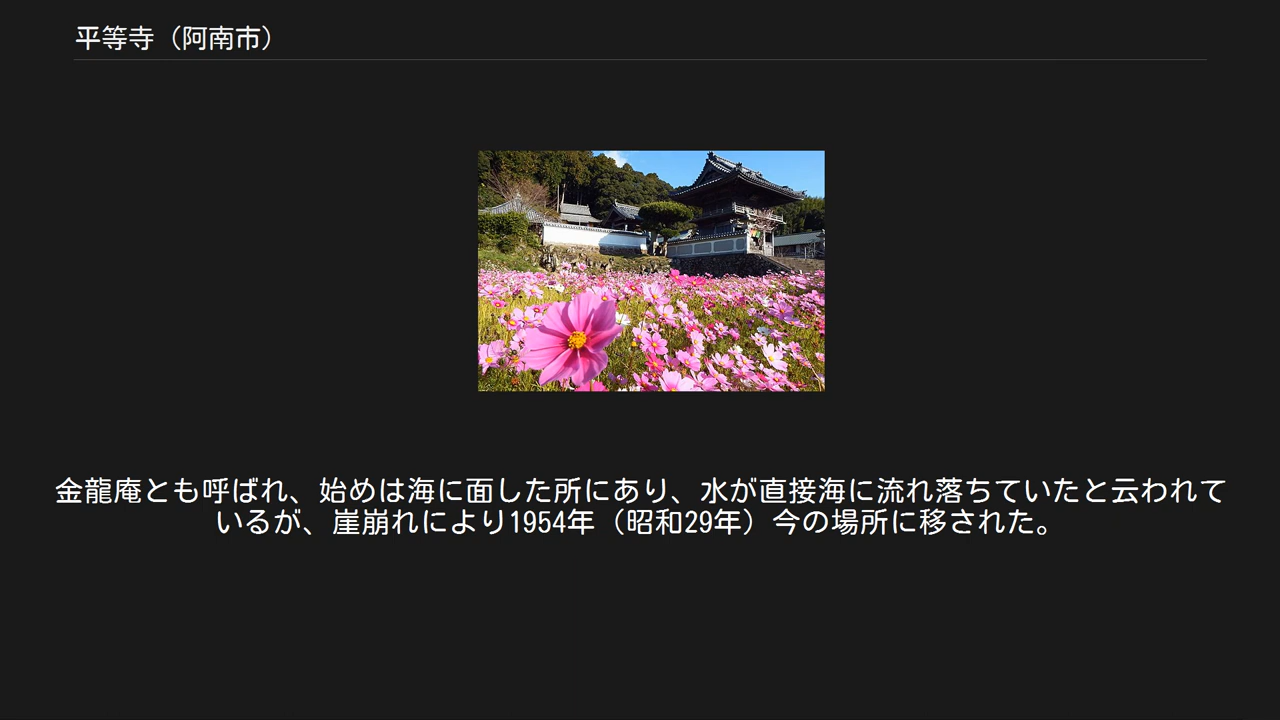 平等寺（阿南市）
金龍庵とも呼ばれ、始めは海に面した所にあり、水が直接海に流れ落ちていたと云われて
いるが、崖崩れにより1954年（昭和29年）今の場所に移された。